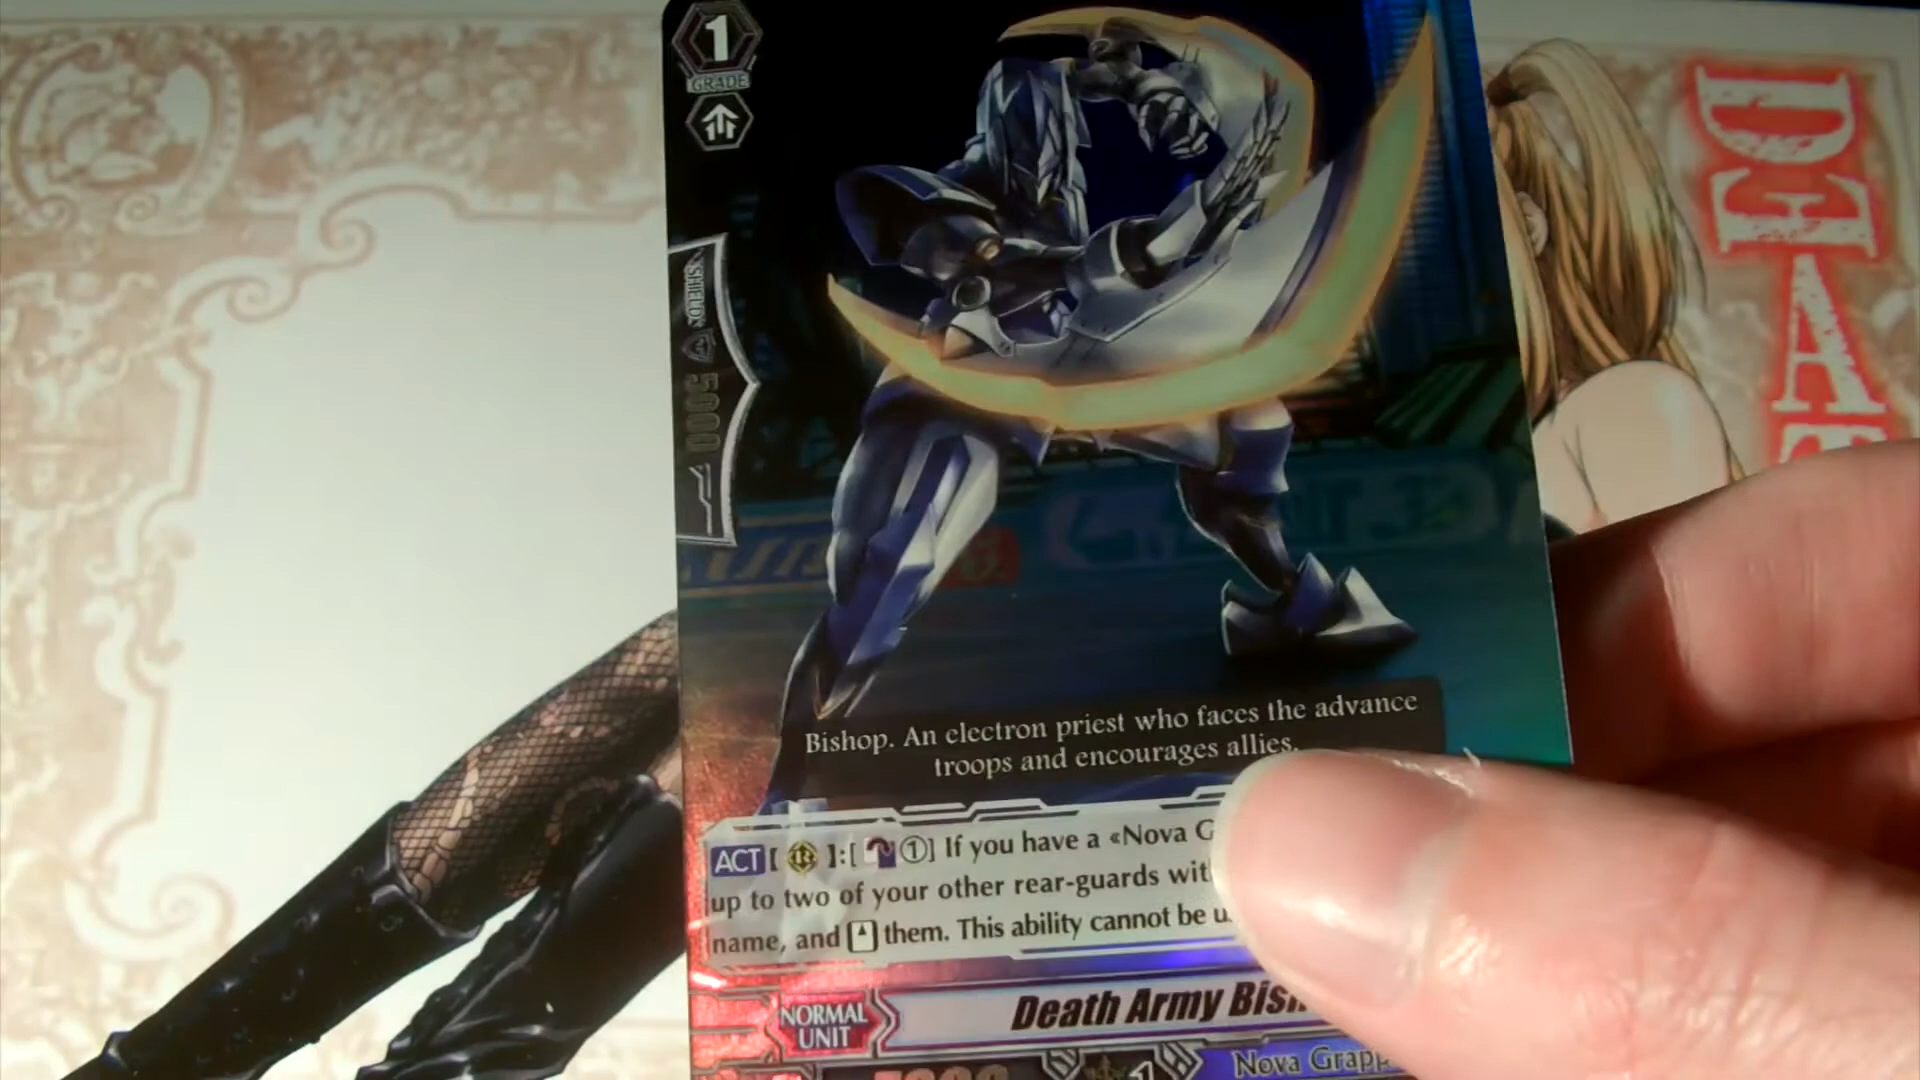 1
GRADE
SHIELD
5000
DEA
Bishop. An electron priest who faces the advance
troops and encourages allies.
ACT [ R ]:[ ①] If you have a «Nova G
up to two of your other rear-guards wit
name, and them. This ability cannot be u
NORMAL
UNIT
Death Army Bis
Nova Grapp
1